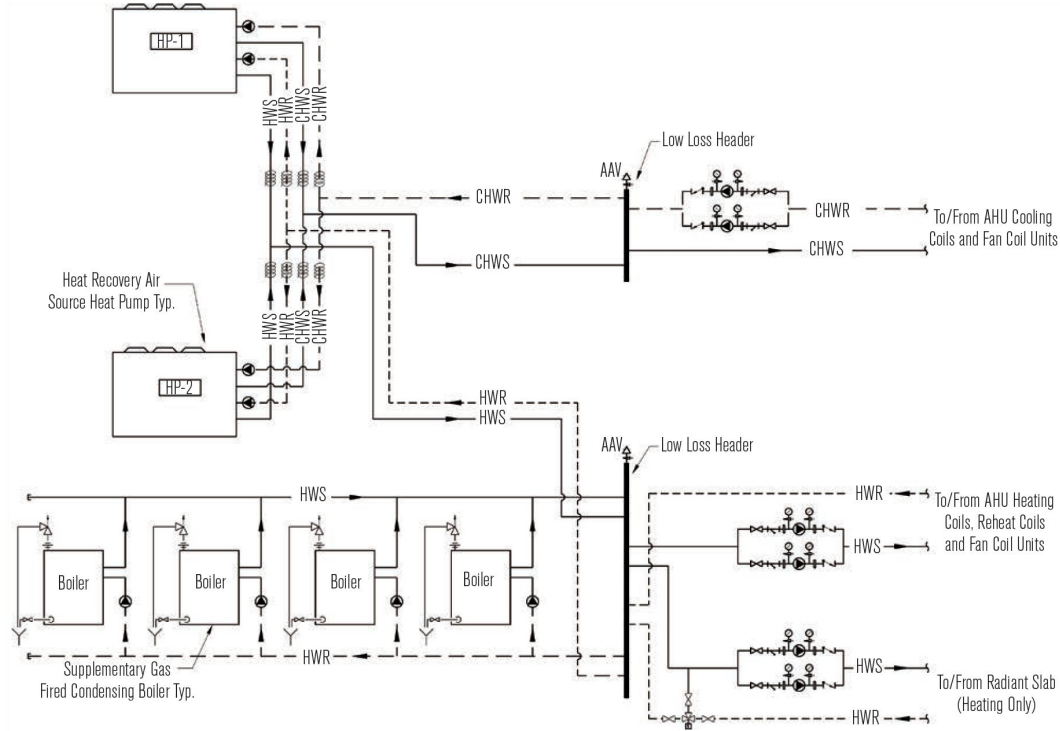 HP-1
HWS
HWR
CHWS
CHWR
Low Loss Header
AAV
CHWR
CHWR
To/From AHU Cooling
Coils and Fan Coil Units
CHWS
CHWS
Heat Recovery Air
Source Heat Pump Typ.
HWS
HWR
CHWS
CHWR
HP-2
HWR
HWS
AAV
Low Loss Header
HWS
HWR
To/From AHU Heating
Coils, Reheat Coils
and Fan Coil Units
HWS
Boiler
Boiler
Boiler
Boiler
HWR
Supplementary Gas
Fired Condensing Boiler Typ.
HWS
To/From Radiant Slab
(Heating Only)
HWR